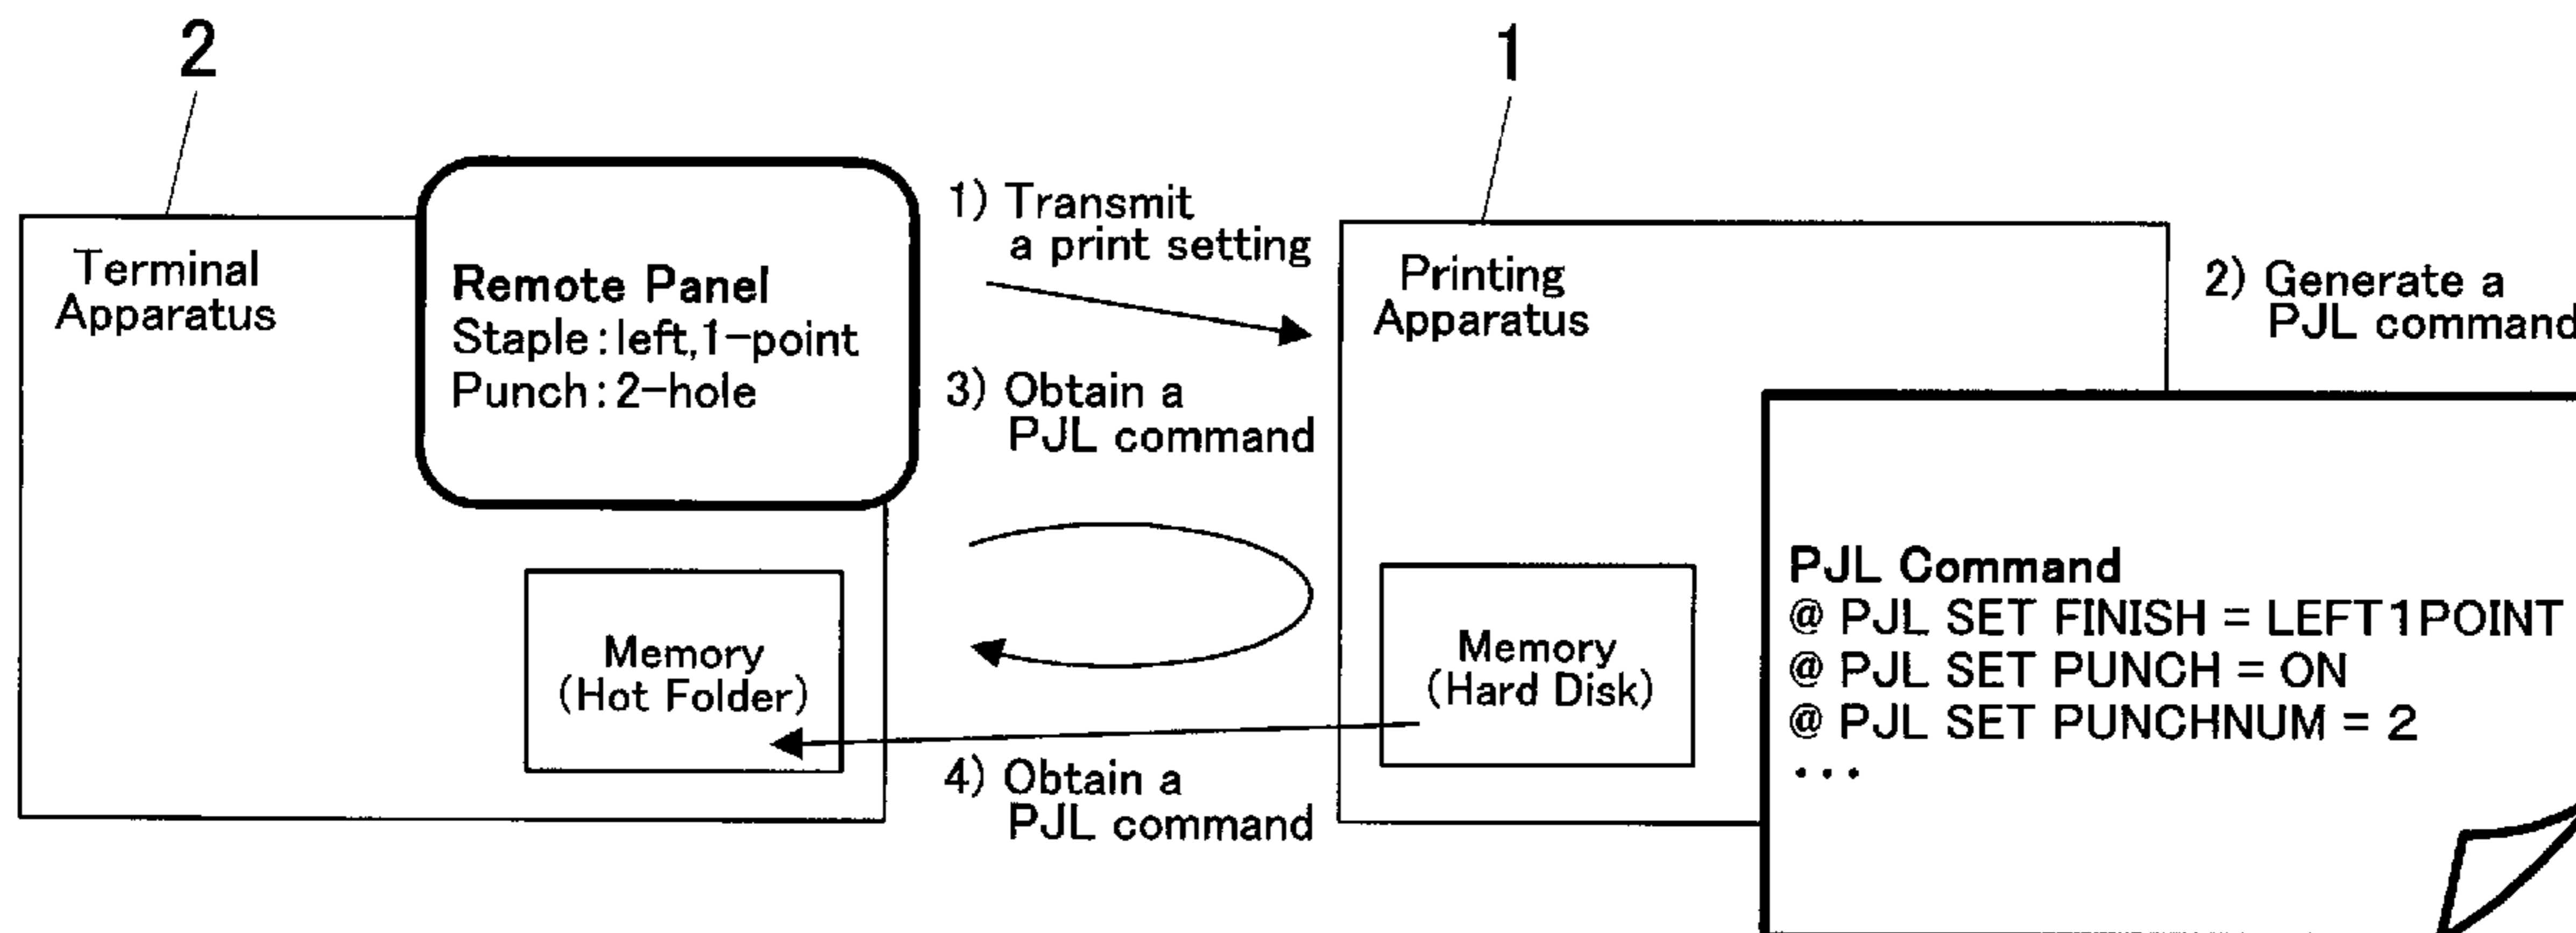 2
1
Terminal
Apparatus
Remote Panel
Staple:left,1-point
Punch:2-hole
1) Transmit
a print setting
3) Obtain a
PJL command
Memory
(Hot Folder)
4) Obtain a
PJL command
Printing
Apparatus
Memory
(Hard Disk)
2) Generate a
PJL command
PJL Command
@ PJL SET FINISH = LEFT1POINT
@ PJL SET PUNCH = ON
@ PJL SET PUNCHNUM = 2
...